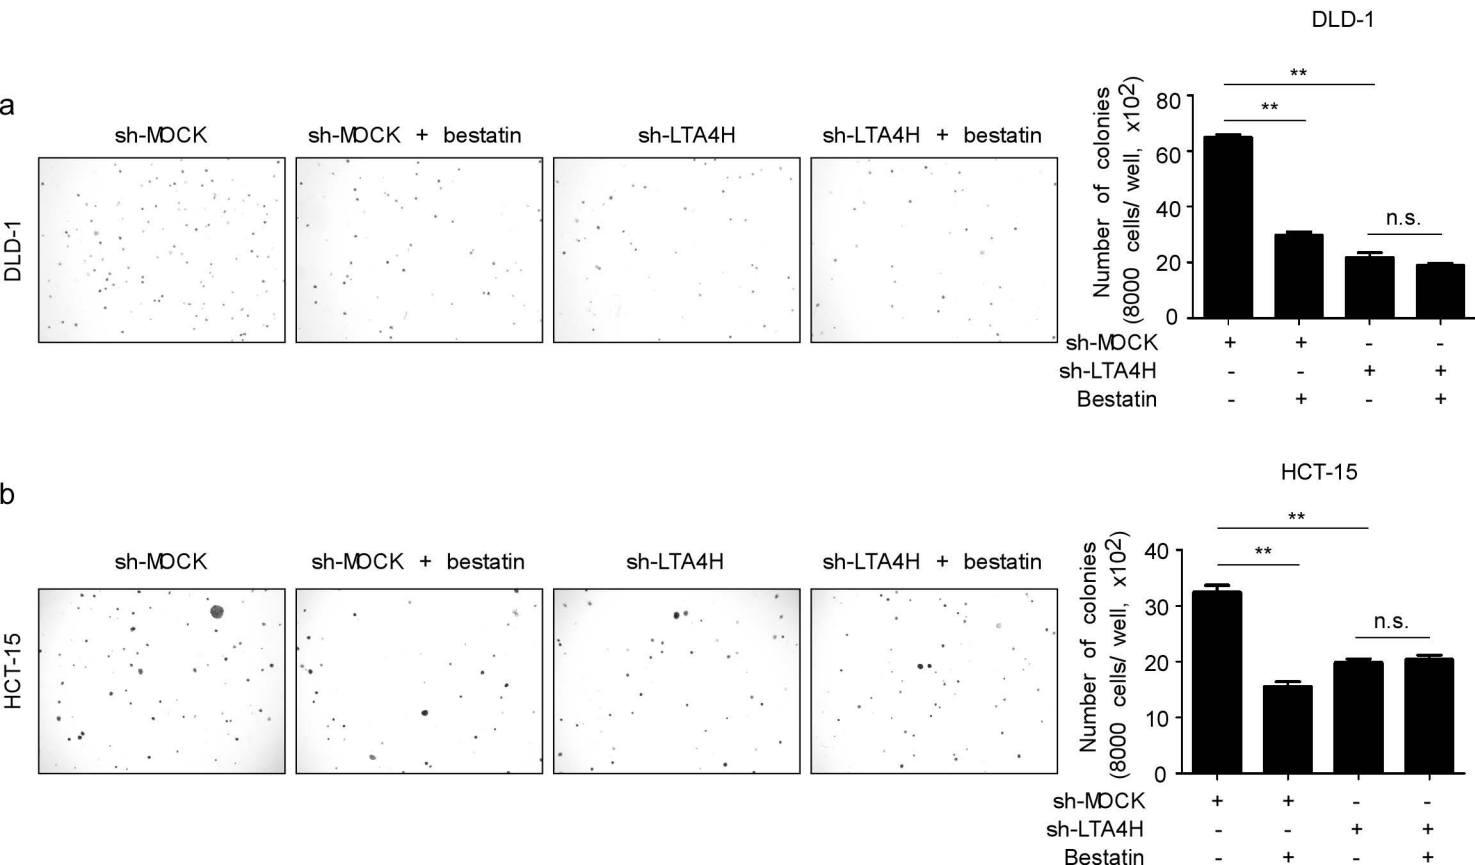 DLD-1
a
sh-MOCK
sh-MOCK + bestatin
sh-LTA4H
sh-LTA4H + bestatin
DLD-1
Number of colonies
(8000 cells/ well, x10²)
80
60
40
20
0
**
**
n.s.
sh-MOCK + + - -
sh-LTA4H - - + +
Bestatin - + - +
HCT-15
b
sh-MOCK
sh-MOCK + bestatin
sh-LTA4H
sh-LTA4H + bestatin
HCT-15
Number of colonies
(8000 cells/ well, x10²)
40
30
20
10
0
**
**
n.s.
sh-MOCK + + - -
sh-LTA4H - - + +
Bestatin - + - +